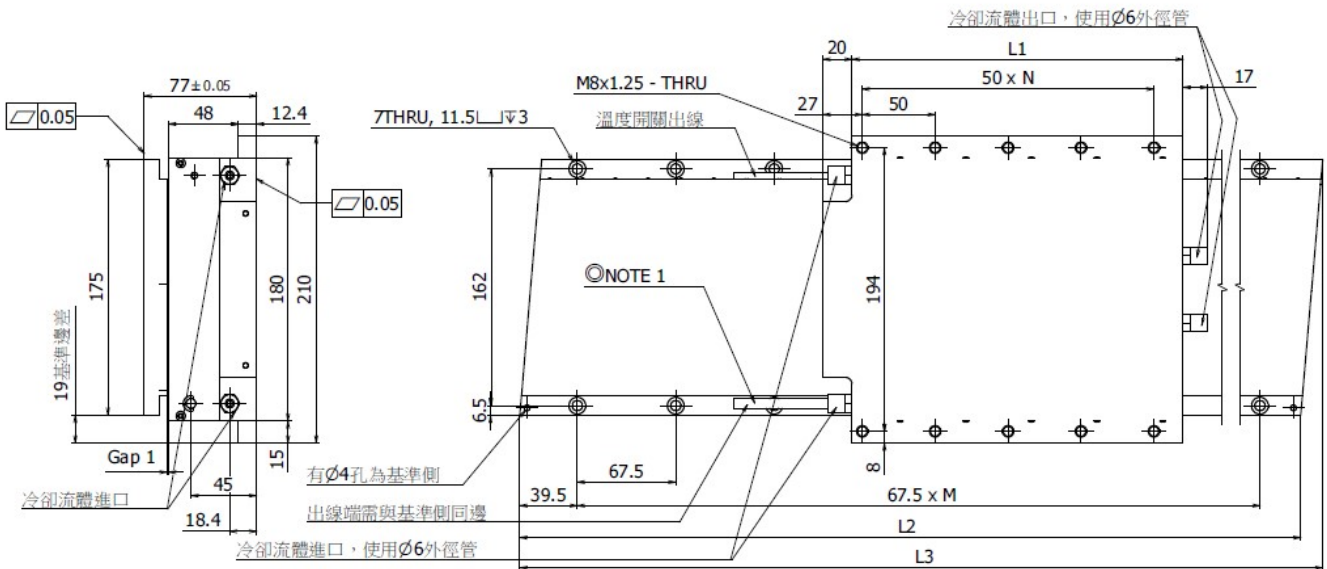 冷卻流體出口，使用Ø6外徑管
20
L1
77±0.05
M8x1.25 - THRU
50 x N
17
0.05
48
12.4
7THRU, 11.5⌴↧3
27
50
溫度開關出線
0.05
175
180
210
162
◎NOTE 1
194
19基準邊差
6.5
Gap 1
15
8
冷卻流體進口
45
有Ø4孔為基準側
67.5
39.5
67.5 x M
18.4
出線端需與基準側同邊
L2
冷卻流體進口，使用Ø6外徑管
L3